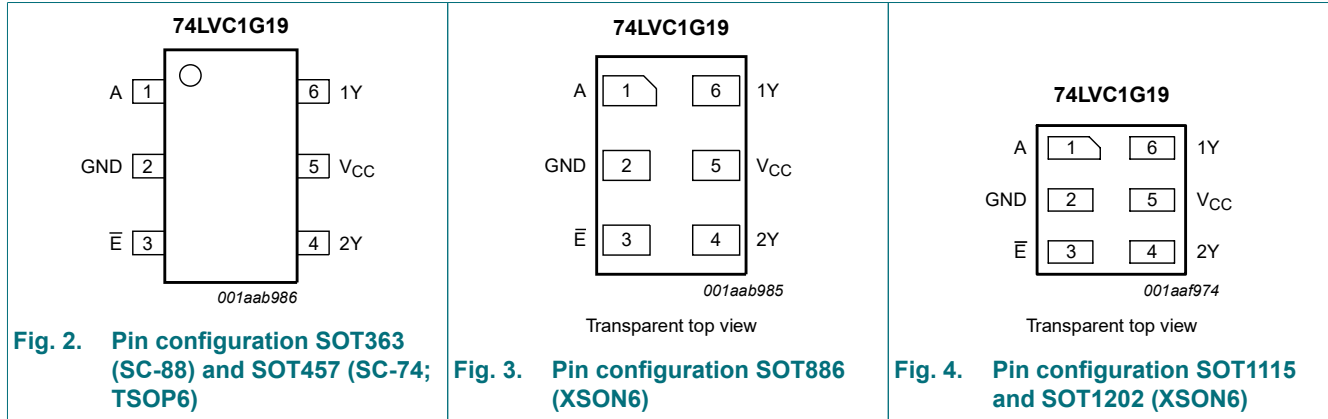 74LVC1G19
A 1 6 1Y
GND 2 5 VCC
E̅ 3 4 2Y
001aab986
Fig. 2. Pin configuration SOT363
(SC-88) and SOT457 (SC-74;
TSOP6)
74LVC1G19
A 1 6 1Y
GND 2 5 VCC
E̅ 3 4 2Y
001aab985
Transparent top view
Fig. 3. Pin configuration SOT886
(XSON6)
74LVC1G19
A 1 6 1Y
GND 2 5 VCC
E̅ 3 4 2Y
001aaf974
Transparent top view
Fig. 4. Pin configuration SOT1115
and SOT1202 (XSON6)